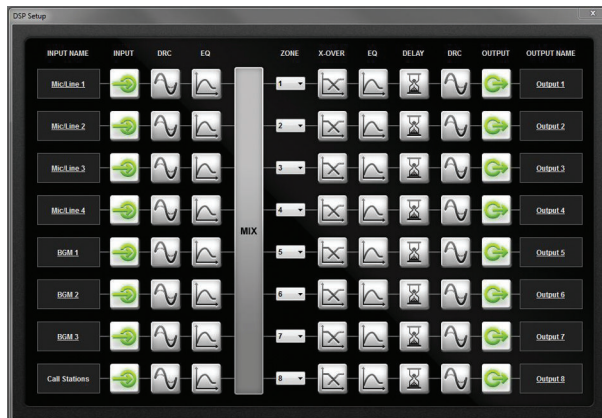 DSP Setup
x
INPUT NAME INPUT DRC EQ ZONE X-OVER EQ DELAY DRC OUTPUT OUTPUT NAME
Mic/Line 1 1 Output 1
Mic/Line 2 2 Output 2
Mic/Line 3 3 Output 3
Mic/Line 4 4 Output 4
MIX
BGM 1 5 Output 5
BGM 2 6 Output 6
BGM 3 7 Output 7
Call Stations 8 Output 8